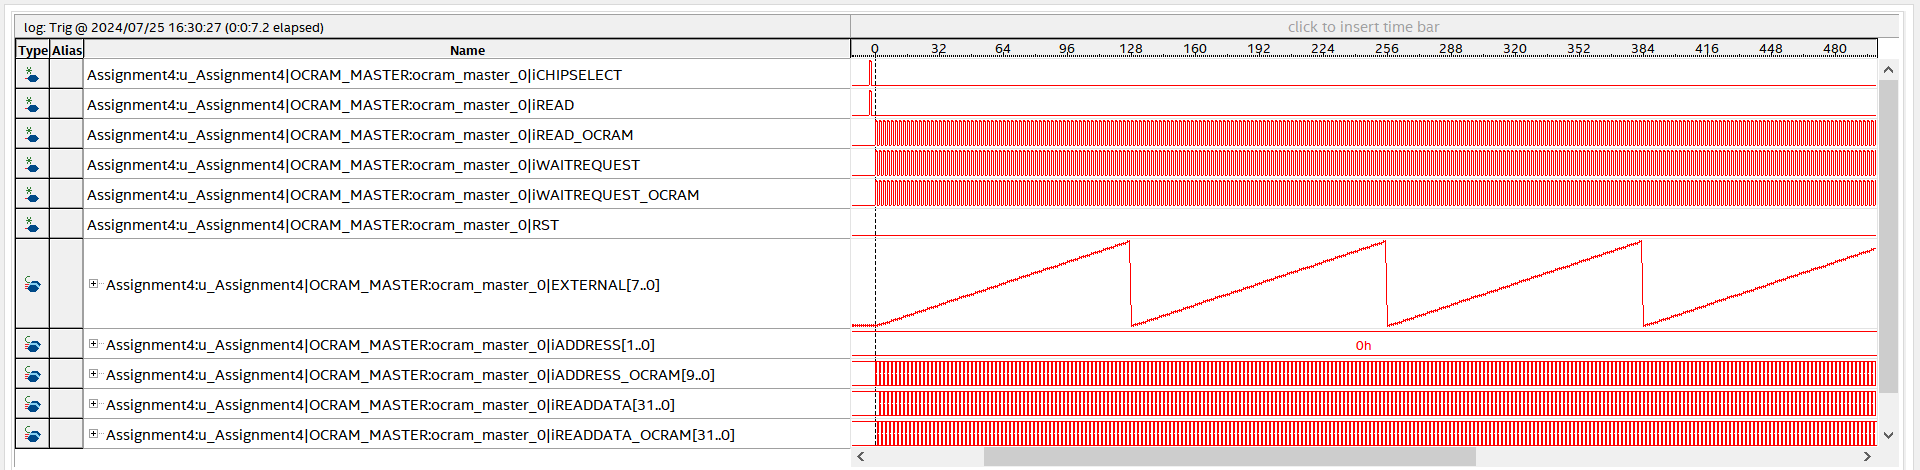 log: Trig @ 2024/07/25 16:30:27 (0:0:7.2 elapsed) click to insert time bar
Type Alias Name 0 32 64 96 128 160 192 224 256 288 320 352 384 416 448 480
Assignment4:u_Assignment4|OCRAM_MASTER:ocram_master_0|iCHIPSELECT
Assignment4:u_Assignment4|OCRAM_MASTER:ocram_master_0|iREAD
Assignment4:u_Assignment4|OCRAM_MASTER:ocram_master_0|iREAD_OCRAM
Assignment4:u_Assignment4|OCRAM_MASTER:ocram_master_0|iWAITREQUEST
Assignment4:u_Assignment4|OCRAM_MASTER:ocram_master_0|iWAITREQUEST_OCRAM
Assignment4:u_Assignment4|OCRAM_MASTER:ocram_master_0|RST
Assignment4:u_Assignment4|OCRAM_MASTER:ocram_master_0|EXTERNAL[7..0]
Assignment4:u_Assignment4|OCRAM_MASTER:ocram_master_0|iADDRESS[1..0] 0h
Assignment4:u_Assignment4|OCRAM_MASTER:ocram_master_0|iADDRESS_OCRAM[9..0]
Assignment4:u_Assignment4|OCRAM_MASTER:ocram_master_0|iREADDATA[31..0]
Assignment4:u_Assignment4|OCRAM_MASTER:ocram_master_0|iREADDATA_OCRAM[31..0]